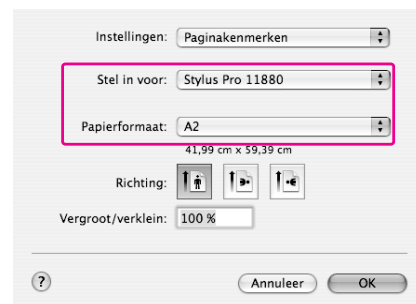 Instellingen: Paginakenmerken
Stel in voor: Stylus Pro 11880
Papierformaat: A2
41,99 cm x 59,39 cm
Richting:
Vergroot/verklein: 100 %
? Annuleer OK